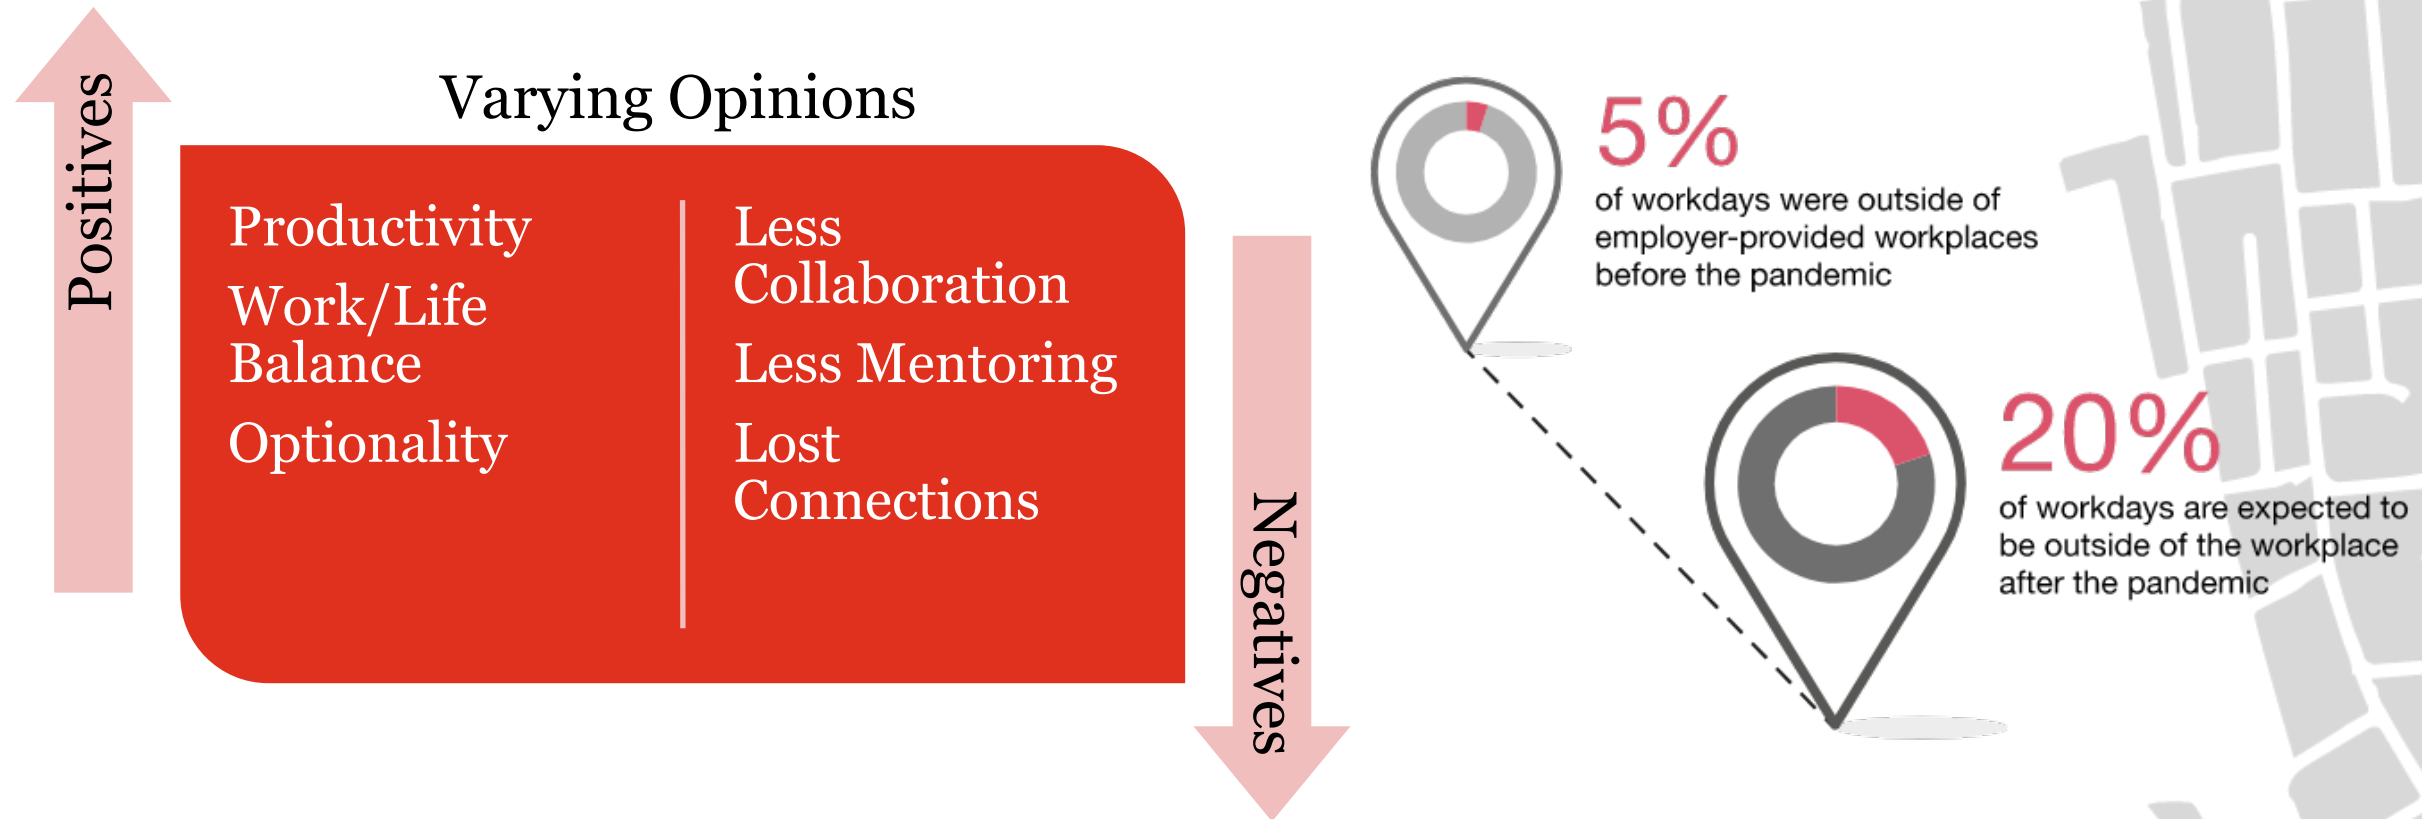 Positives
Varying Opinions
Productivity
Work/Life
Balance
Optionality
Less
Collaboration
Less Mentoring
Lost
Connections
Negatives
5%
of workdays were outside of
employer-provided workplaces
before the pandemic
20%
of workdays are expected to
be outside of the workplace
after the pandemic